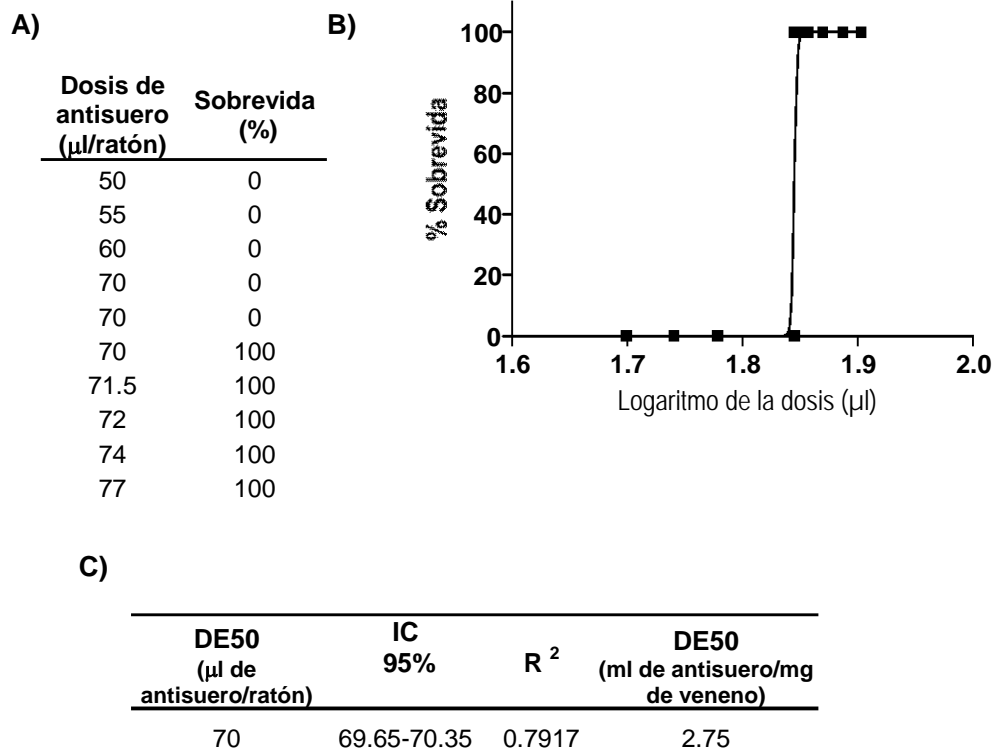 A)
Dosis de
antisuero
(µl/ratón)
Sobrevida
(%)
50 0
55 0
60 0
70 0
70 0
70 100
71.5 100
72 100
74 100
77 100
B)
% Sobrevida
100
80
60
40
20
0
1.6 1.7 1.8 1.9 2.0
Logaritmo de la dosis (µl)
C)
DE50
(µl de
antisuero/ratón)
IC
95%
R 2
DE50
(ml de antisuero/mg
de veneno)
70 69.65-70.35 0.7917 2.75